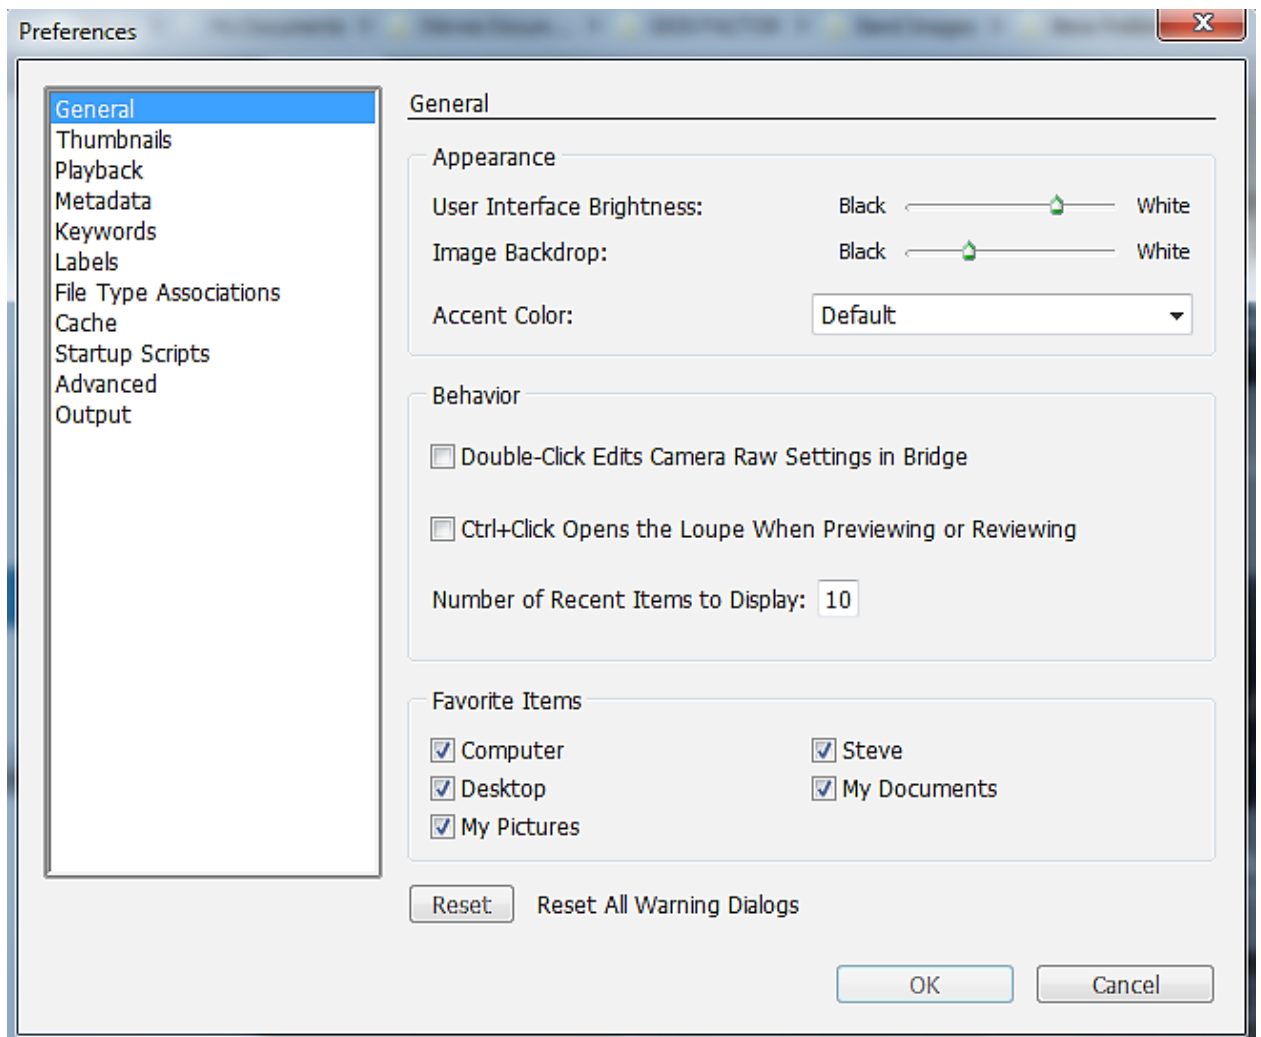 Preferences
General
Thumbnails
Playback
Metadata
Keywords
Labels
File Type Associations
Cache
Startup Scripts
Advanced
Output
General
Appearance
User Interface Brightness: Black White
Image Backdrop: Black White
Accent Color: Default
Behavior
Double-Click Edits Camera Raw Settings in Bridge
Ctrl+Click Opens the Loupe When Previewing or Reviewing
Number of Recent Items to Display: 10
Favorite Items
Computer Steve
Desktop My Documents
My Pictures
Reset Reset All Warning Dialogs
OK Cancel